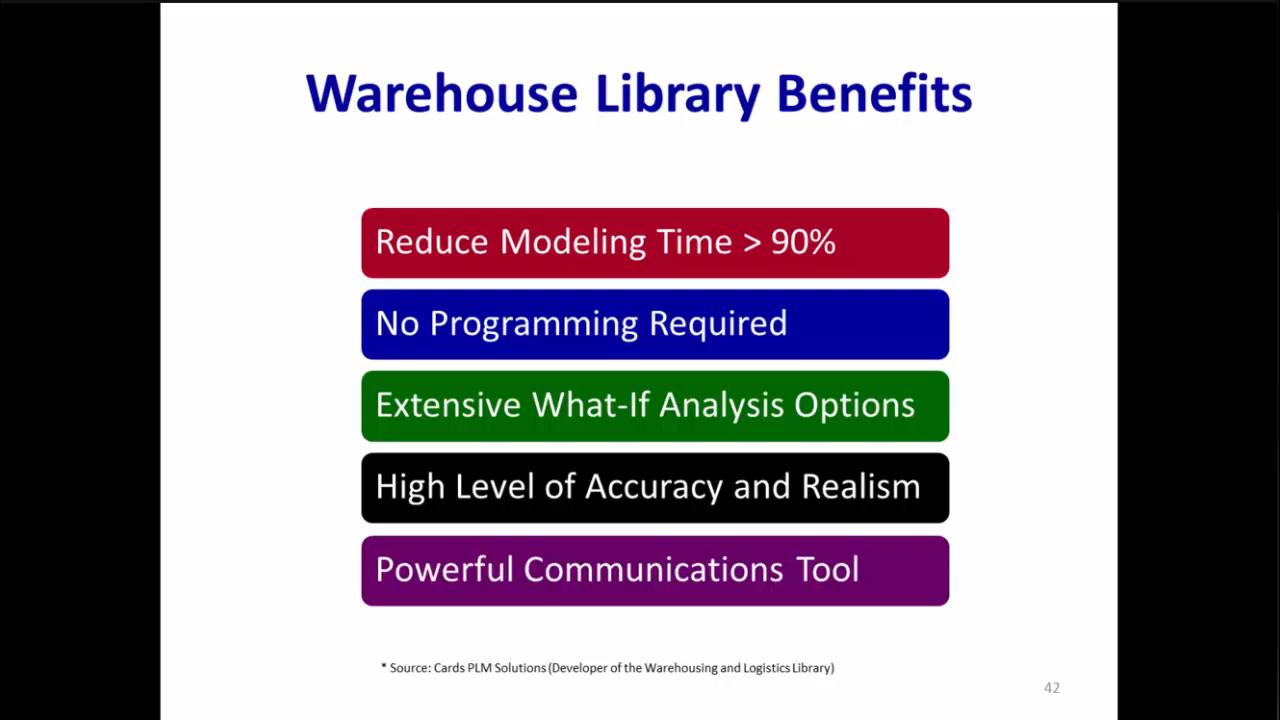 Warehouse Library Benefits
Reduce Modeling Time > 90%
No Programming Required
Extensive What-If Analysis Options
High Level of Accuracy and Realism
Powerful Communications Tool
* Source: Cards PLM Solutions (Developer of the Warehousing and Logistics Library)
42